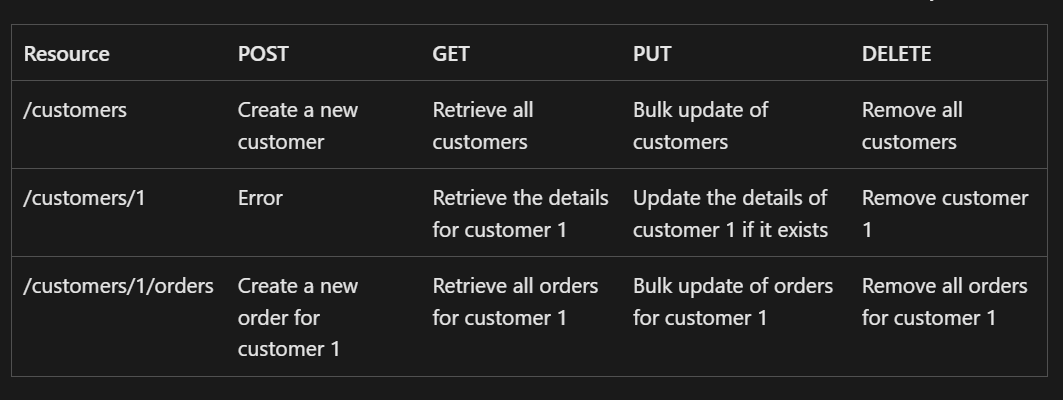 Resource POST GET PUT DELETE
/customers Create a new Retrieve all Bulk update of Remove all
customer customers customers customers
/customers/1 Error Retrieve the details Update the details of Remove customer
for customer 1 customer 1 if it exists 1
/customers/1/orders Create a new Retrieve all orders Bulk update of orders Remove all orders
order for for customer 1 for customer 1 for customer 1
customer 1